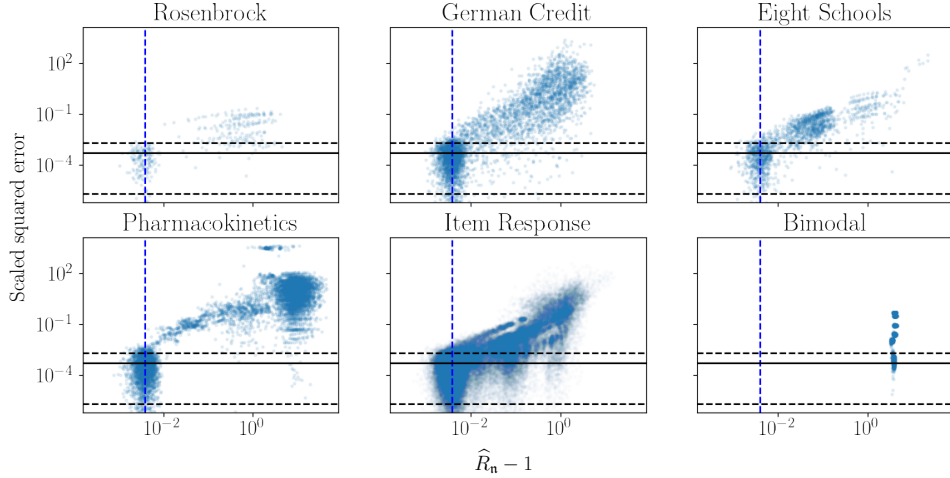 Rosenbrock
German Credit
Eight Schools
10^2
10^{-1}
10^{-4}
Pharmacokinetics
Item Response
Bimodal
Scaled squared error
10^2
10^{-1}
10^{-4}
10^{-2}
10^0
10^{-2}
10^0
10^{-2}
10^0
\widehat{R}_𝔫 − 1